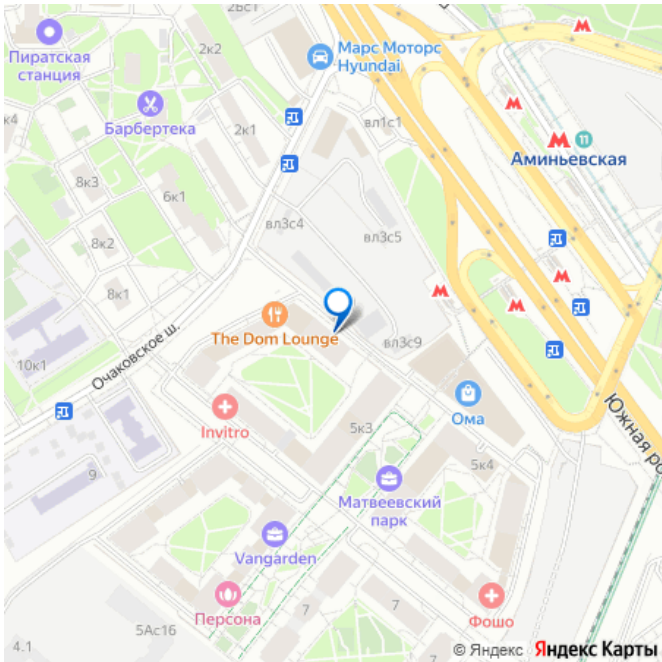 2вс1
2к2
Пиратская
станция
Марс Моторс
Hyundai
Барбертека
к4
2к1
вл1с1
11
Аминьевская
8к3
6к1
вл3с4
вл3с5
8к2
8к1
The Dom Lounge
вл3с9
Очаковское ш.
10к1
Ома
Южная ро
Invitro
5к3
5к4
9
Матвеевский
парк
Vangarden
Персона
7
7
Фошо
5Ас16
4.1
© Яндекс Яндекс Карты